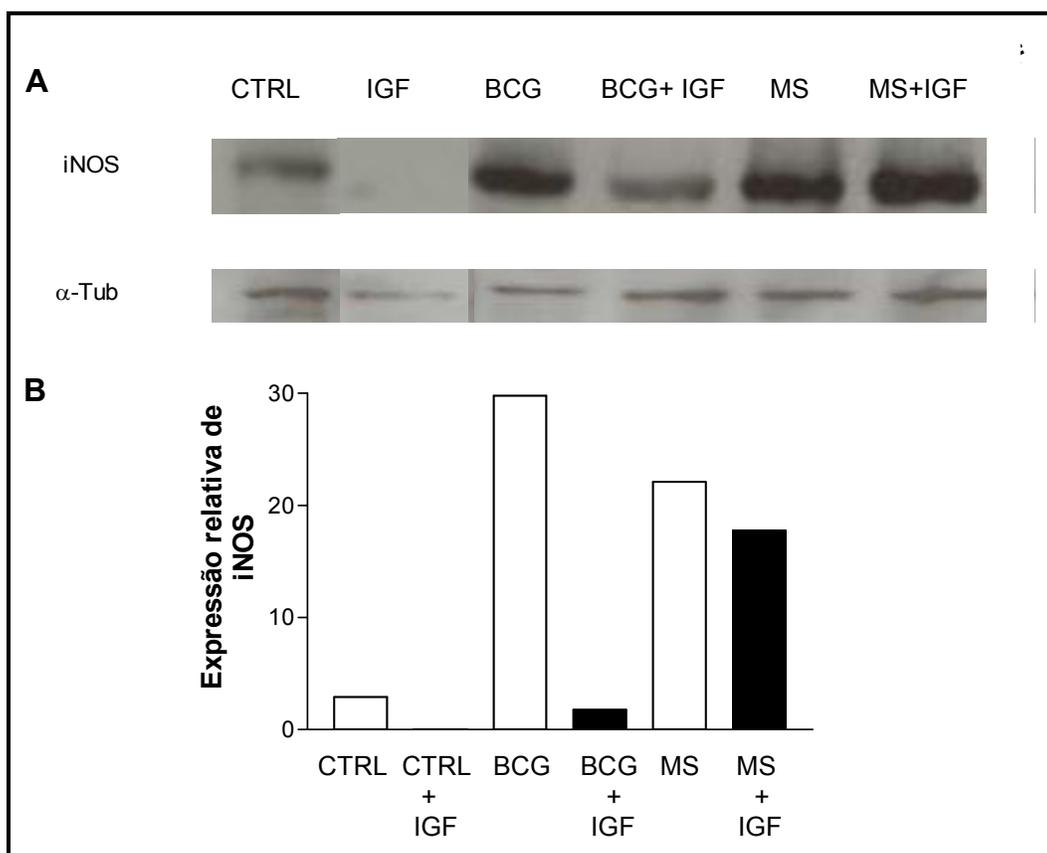 A
CTRL IGF BCG BCG+ IGF MS MS+IGF
iNOS
α-Tub
B
Expressão relativa de
iNOS
30
20
10
0
CTRL CTRL BCG BCG MS MS
+ + +
IGF IGF IGF